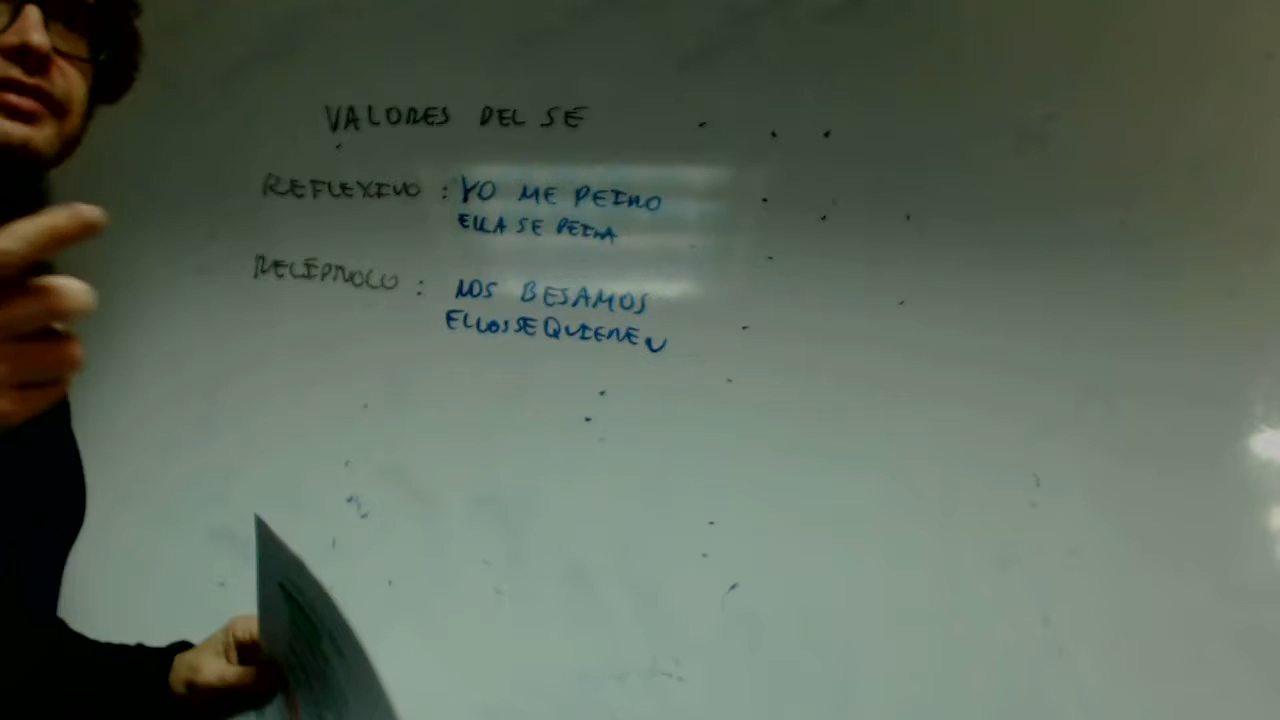 VALORES DEL SE
REFLEXIVO : YO ME PEINO
ELLA SE PEINA
RECÍPROCO : NOS BESAMOS
ELLOS SE QUIEREN